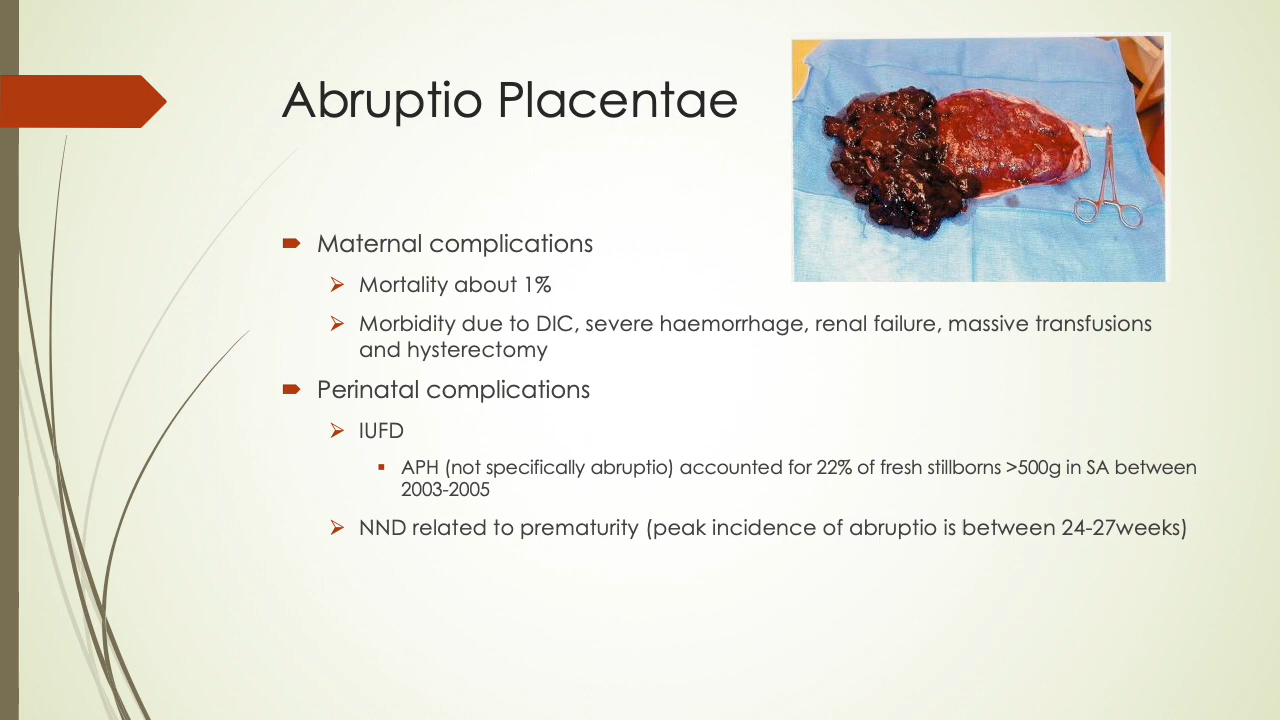 Abruptio Placentae
Maternal complications
Mortality about 1%
Morbidity due to DIC, severe haemorrhage, renal failure, massive transfusions
and hysterectomy
Perinatal complications
IUFD
APH (not specifically abruptio) accounted for 22% of fresh stillborns >500g in SA between
2003-2005
NND related to prematurity (peak incidence of abruptio is between 24-27weeks)